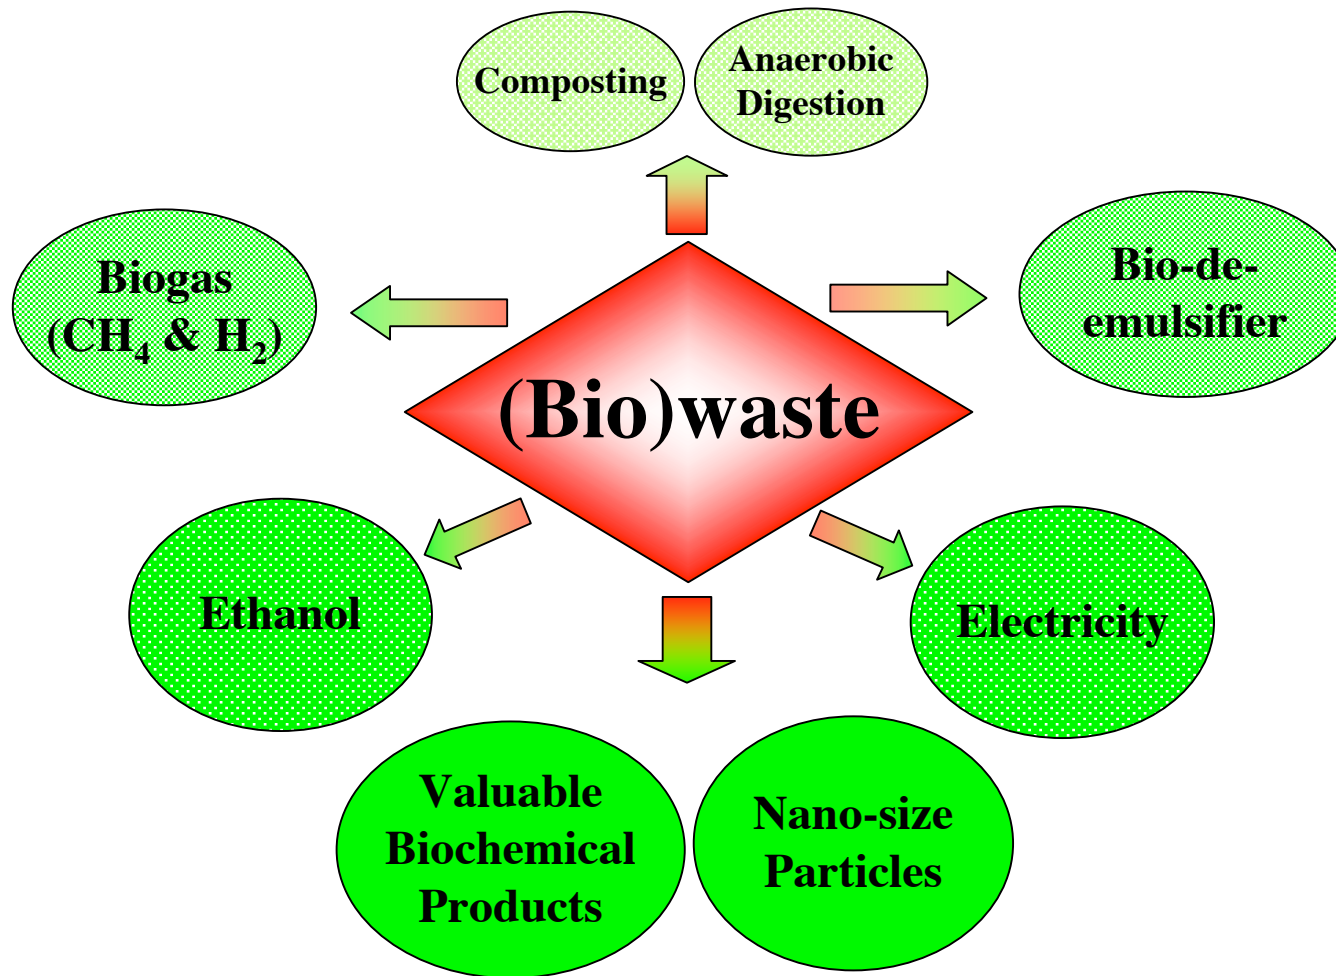 Composting
Anaerobic
Digestion
Biogas
(CH₄ & H₂)
Bio-de-
emulsifier
(Bio)waste
Ethanol
Electricity
Valuable
Biochemical
Products
Nano-size
Particles